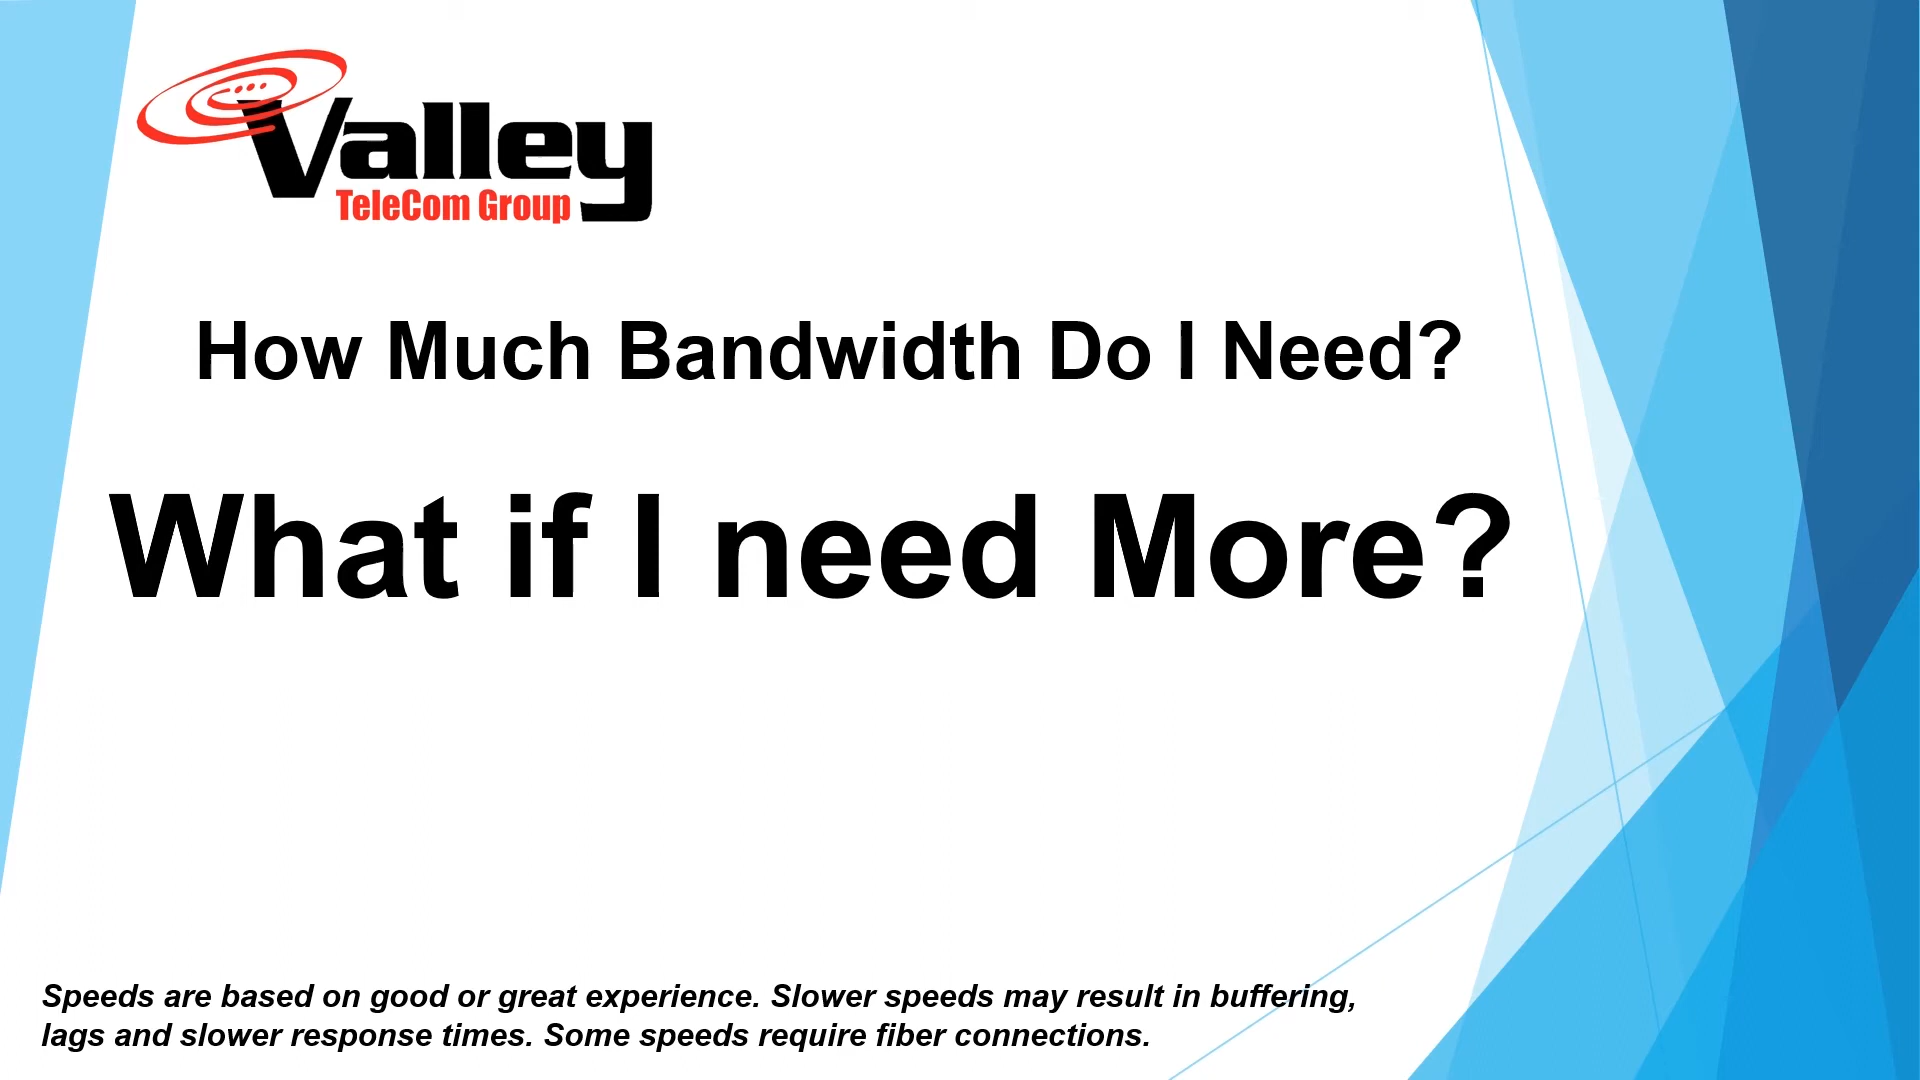 Valley
TeleCom Group
How Much Bandwidth Do I Need?
What if I need More?
Speeds are based on good or great experience. Slower speeds may result in buffering,
lags and slower response times. Some speeds require fiber connections.